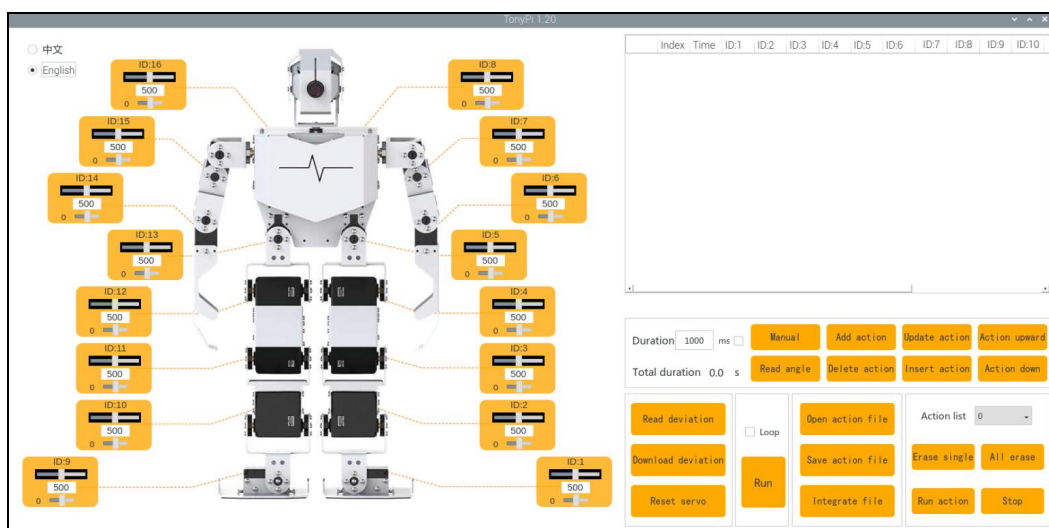 TonyPi 1.20
中文
English
ID:16
500
0
ID:15
500
0
ID:14
500
0
ID:13
500
0
ID:12
500
0
ID:11
500
0
ID:10
500
0
ID:9
500
0
ID:8
500
0
ID:7
500
0
ID:6
500
0
ID:5
500
0
ID:4
500
0
ID:3
500
0
ID:2
500
0
ID:1
500
0
Index Time ID:1 ID:2 ID:3 ID:4 ID:5 ID:6 ID:7 ID:8 ID:9 ID:10
Duration 1000 ms Manual Add action Update action Action upward
Total duration 0.0 s Read angle Delete action Insert action Action down
Read deviation
Download deviation
Reset servo
Loop
Run
Open action file
Save action file
Integrate file
Action list 0
Erase single All erase
Run action Stop